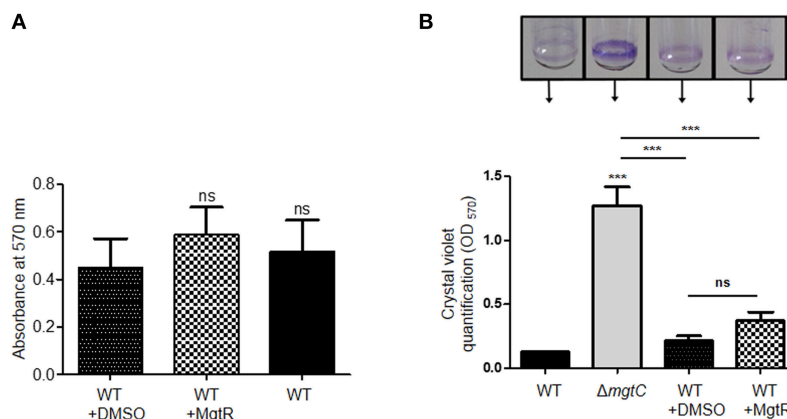 A
Absorbance at 570 nm
0.8
0.6
0.4
0.2
0.0
ns
ns
WT
+DMSO
WT
+MgtR
WT
B
***
***
***
ns
Crystal violet
quantification (OD 570)
1.5
1.0
0.5
0.0
WT
ΔmgtC
WT
+DMSO
WT
+MgtR